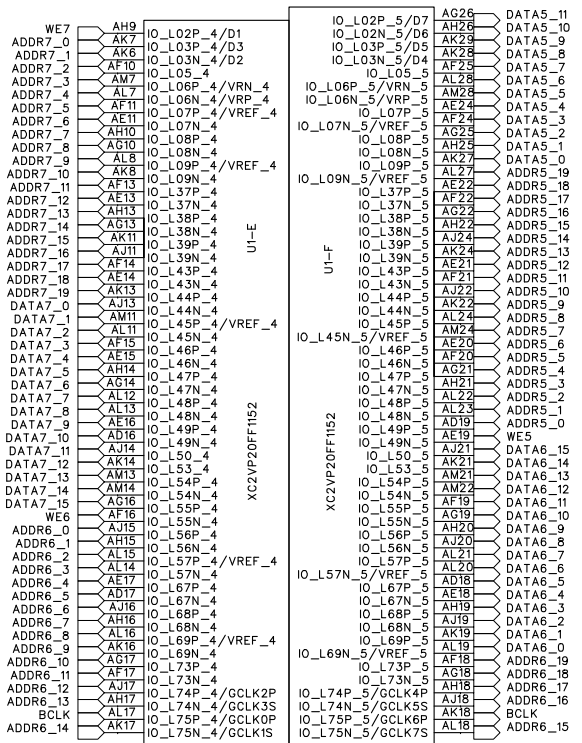 WE7 AH9 IO_L02P_4/D1
ADDR7_0 AK7 IO_L03P_4/D3
ADDR7_1 AK6 IO_L03N_4/D2
ADDR7_2 AF10 IO_L05_4
ADDR7_3 AM7 IO_L06P_4/VRN_4
ADDR7_4 AL7 IO_L06N_4/VRP_4
ADDR7_5 AF11 IO_L07P_4/VREF_4
ADDR7_6 AE11 IO_L07N_4
ADDR7_7 AH10 IO_L08P_4
ADDR7_8 AG10 IO_L08N_4
ADDR7_9 AL8 IO_L09P_4/VREF_4
ADDR7_10 AK8 IO_L09N_4
ADDR7_11 AF13 IO_L37P_4
ADDR7_12 AE13 IO_L37N_4
ADDR7_13 AH13 IO_L38P_4
ADDR7_14 AG13 IO_L38N_4
ADDR7_15 AK11 IO_L39P_4
ADDR7_16 AJ11 IO_L39N_4
ADDR7_17 AF14 IO_L43P_4
ADDR7_18 AE14 IO_L43N_4
ADDR7_19 AK13 IO_L44P_4
DATA7_0 AJ13 IO_L44N_4
DATA7_1 AM11 IO_L45P_4/VREF_4
DATA7_2 AL11 IO_L45N_4
DATA7_3 AF15 IO_L46P_4
DATA7_4 AE15 IO_L46N_4
DATA7_5 AH14 IO_L47P_4
DATA7_6 AG14 IO_L47N_4
DATA7_7 AL12 IO_L48P_4
DATA7_8 AL13 IO_L48N_4
DATA7_9 AE16 IO_L49P_4
DATA7_10 AD16 IO_L49N_4
DATA7_11 AJ14 IO_L50_4
DATA7_12 AK14 IO_L53_4
DATA7_13 AM13 IO_L54P_4
DATA7_14 AM14 IO_L54N_4
DATA7_15 AG16 IO_L55P_4
WE6 AF16 IO_L55N_4
ADDR6_0 AJ15 IO_L56P_4
ADDR6_1 AH15 IO_L56N_4
ADDR6_2 AL15 IO_L57P_4/VREF_4
ADDR6_3 AL14 IO_L57N_4
ADDR6_4 AE17 IO_L67P_4
ADDR6_5 AD17 IO_L67N_4
ADDR6_6 AJ16 IO_L68P_4
ADDR6_7 AH16 IO_L68N_4
ADDR6_8 AL16 IO_L69P_4/VREF_4
ADDR6_9 AK16 IO_L69N_4
ADDR6_10 AG17 IO_L73P_4
ADDR6_11 AF17 IO_L73N_4
ADDR6_12 AJ17 IO_L74P_4/GCLK2P
ADDR6_13 AH17 IO_L74N_4/GCLK3S
BCLK AL17 IO_L75P_4/GCLK0P
ADDR6_14 AK17 IO_L75N_4/GCLK1S
U1-E
XC2VP20FF1152
IO_L02P_5/D7 AG26 DATA5_11
IO_L02N_5/D6 AH26 DATA5_10
IO_L03P_5/D5 AK29 DATA5_9
IO_L03N_5/D4 AK28 DATA5_8
IO_L05_5 AF25 DATA5_7
IO_L06P_5/VRN_5 AL28 DATA5_6
IO_L06N_5/VRP_5 AM28 DATA5_5
IO_L07P_5 AE24 DATA5_4
IO_L07N_5/VREF_5 AF24 DATA5_3
IO_L08P_5 AG25 DATA5_2
IO_L08N_5 AH25 DATA5_1
IO_L09P_5 AK27 DATA5_0
IO_L09N_5/VREF_5 AL27 ADDR5_19
IO_L37P_5 AE22 ADDR5_18
IO_L37N_5 AF22 ADDR5_17
IO_L38P_5 AG22 ADDR5_16
IO_L38N_5 AH22 ADDR5_15
IO_L39P_5 AJ24 ADDR5_14
IO_L39N_5 AK24 ADDR5_13
IO_L43P_5 AE21 ADDR5_12
IO_L43N_5 AF21 ADDR5_11
IO_L44P_5 AJ22 ADDR5_10
IO_L44N_5 AK22 ADDR5_9
IO_L45P_5 AL24 ADDR5_8
IO_L45N_5/VREF_5 AM24 ADDR5_7
IO_L46P_5 AE20 ADDR5_6
IO_L46N_5 AF20 ADDR5_5
IO_L47P_5 AG21 ADDR5_4
IO_L47N_5 AH21 ADDR5_3
IO_L48P_5 AL22 ADDR5_2
IO_L48N_5 AL23 ADDR5_1
IO_L49P_5 AD19 ADDR5_0
IO_L49N_5 AE19 WE5
IO_L50_5 AJ21 DATA6_15
IO_L53_5 AK21 DATA6_14
IO_L54P_5 AM21 DATA6_13
IO_L54N_5 AM22 DATA6_12
IO_L55P_5 AF19 DATA6_11
IO_L55N_5 AG19 DATA6_10
IO_L56P_5 AH20 DATA6_9
IO_L56N_5 AJ20 DATA6_8
IO_L57P_5 AL21 DATA6_7
IO_L57N_5/VREF_5 AL20 DATA6_6
IO_L67P_5 AD18 DATA6_5
IO_L67N_5 AE18 DATA6_4
IO_L68P_5 AH19 DATA6_3
IO_L68N_5 AJ19 DATA6_2
IO_L69P_5 AK19 DATA6_1
IO_L69N_5/VREF_5 AL19 DATA6_0
IO_L73P_5 AF18 ADDR6_19
IO_L73N_5 AG18 ADDR6_18
IO_L74P_5/GCLK4P AH18 ADDR6_17
IO_L74N_5/GCLK5S AJ18 ADDR6_16
IO_L75P_5/GCLK6P AK18 BCLK
IO_L75N_5/GCLK7S AL18 ADDR6_15
U1-F
XC2VP20FF1152